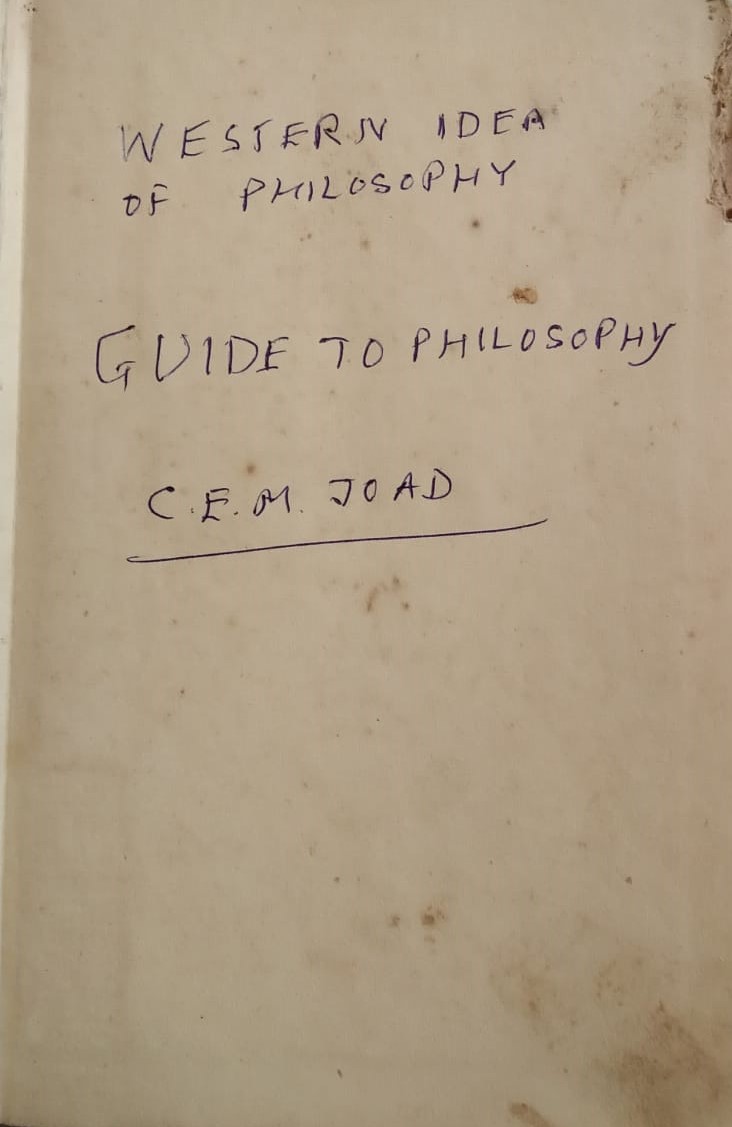 WESTERN IDEA
OF PHILOSOPHY
GUIDE TO PHILOSOPHY
C.E.M. JOAD